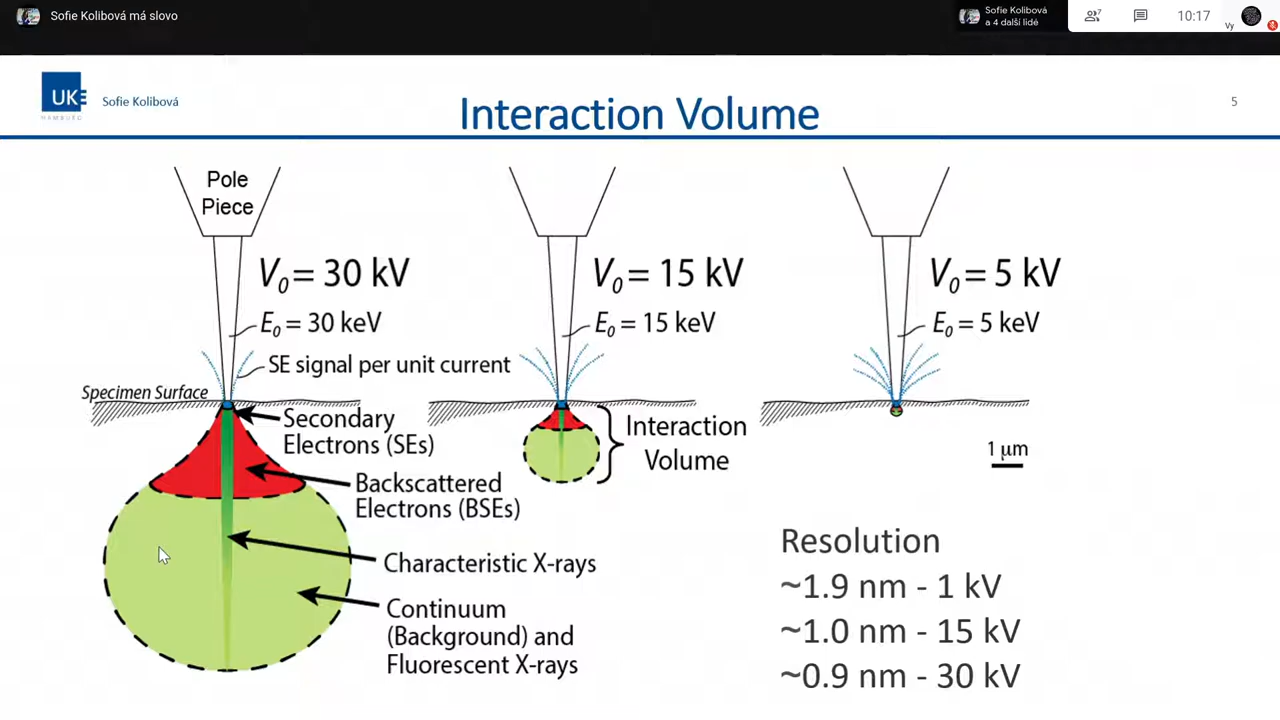 Sofie Kolibová má slovo
Sofie Kolibová
a 4 další lidé
7
10:17
Vy
UKE
HAMBURG
Sofie Kolibová
Interaction Volume
5
Pole
Piece
V₀ = 30 kV
E₀ = 30 keV
SE signal per unit current
Specimen Surface
Secondary
Electrons (SEs)
Backscattered
Electrons (BSEs)
Characteristic X-rays
Continuum
(Background) and
Fluorescent X-rays
V₀ = 15 kV
E₀ = 15 keV
Interaction
Volume
V₀ = 5 kV
E₀ = 5 keV
1 μm
Resolution
~1.9 nm - 1 kV
~1.0 nm - 15 kV
~0.9 nm - 30 kV